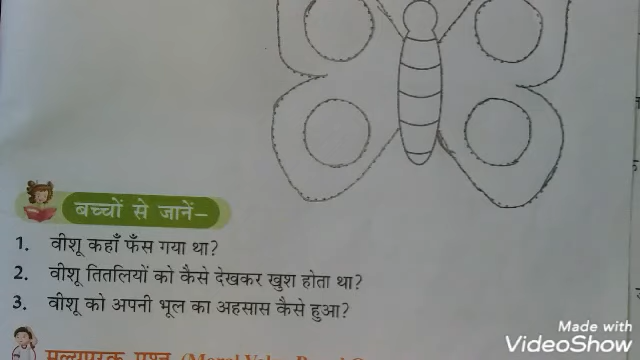 बच्चों से जानें–
1. वीशू कहाँ फँस गया था?
2. वीशू तितलियों को कैसे देखकर खुश होता था?
3. वीशू को अपनी भूल का अहसास कैसे हुआ?
Made with
VideoShow